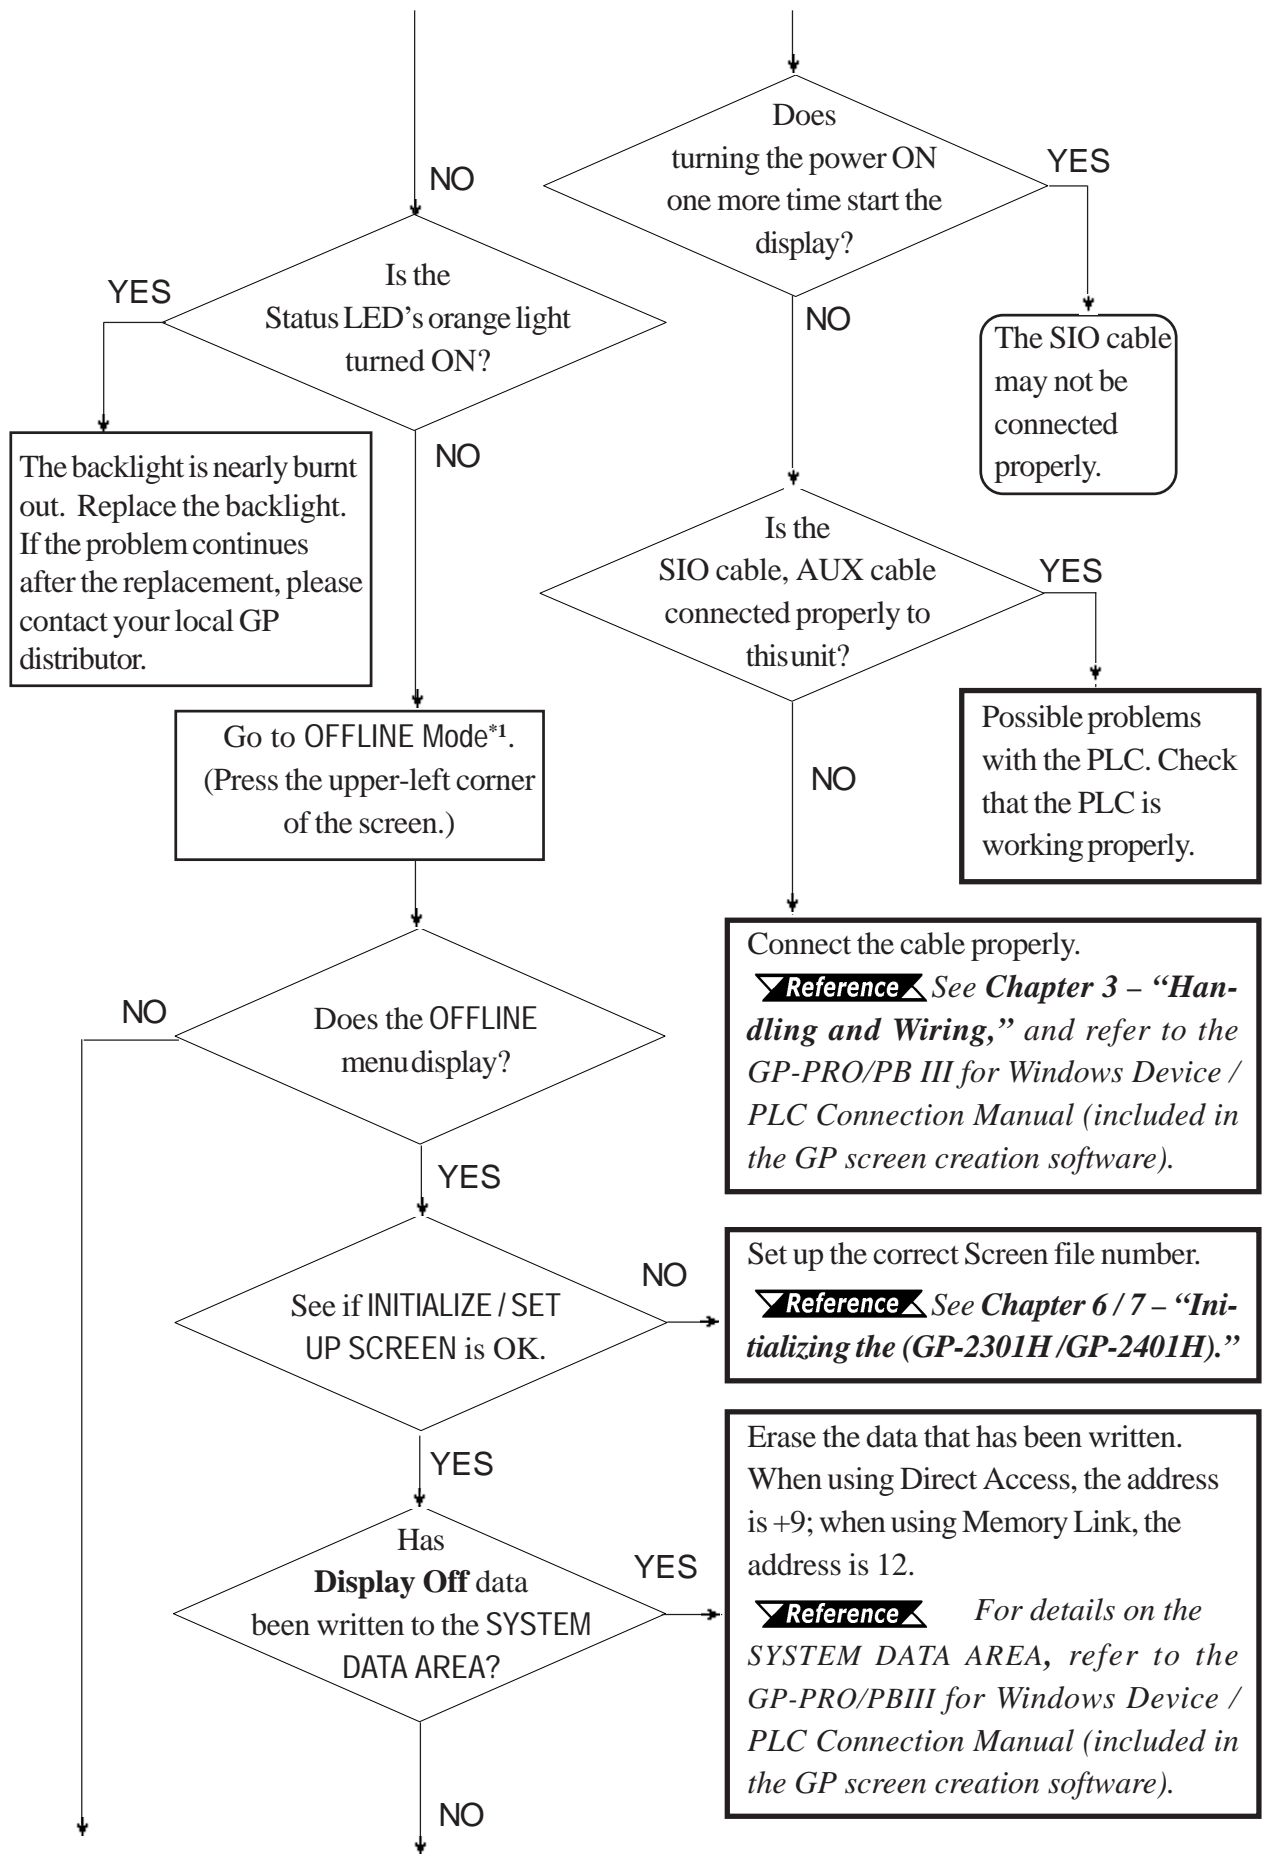 NO
Does
turning the power ON
one more time start the
display?
YES
Is the
Status LED's orange light
turned ON?
YES
NO
The SIO cable
may not be
connected
properly.
NO
The backlight is nearly burnt
out. Replace the backlight.
If the problem continues
after the replacement, please
contact your local GP
distributor.
Is the
SIO cable, AUX cable
connected properly to
this unit?
YES
Go to OFFLINE Mode*1.
(Press the upper-left corner
of the screen.)
NO
Possible problems
with the PLC. Check
that the PLC is
working properly.
Connect the cable properly.
Reference See Chapter 3 – “Han-
dling and Wiring,” and refer to the
GP-PRO/PB III for Windows Device /
PLC Connection Manual (included in
the GP screen creation software).
NO
Does the OFFLINE
menu display?
YES
See if INITIALIZE / SET
UP SCREEN is OK.
NO
Set up the correct Screen file number.
Reference See Chapter 6 / 7 – “Ini-
tializing the (GP-2301H /GP-2401H).”
YES
Has
Display Off data
been written to the SYSTEM
DATA AREA?
YES
Erase the data that has been written.
When using Direct Access, the address
is +9; when using Memory Link, the
address is 12.
Reference For details on the
SYSTEM DATA AREA, refer to the
GP-PRO/PBIII for Windows Device /
PLC Connection Manual (included in
the GP screen creation software).
NO